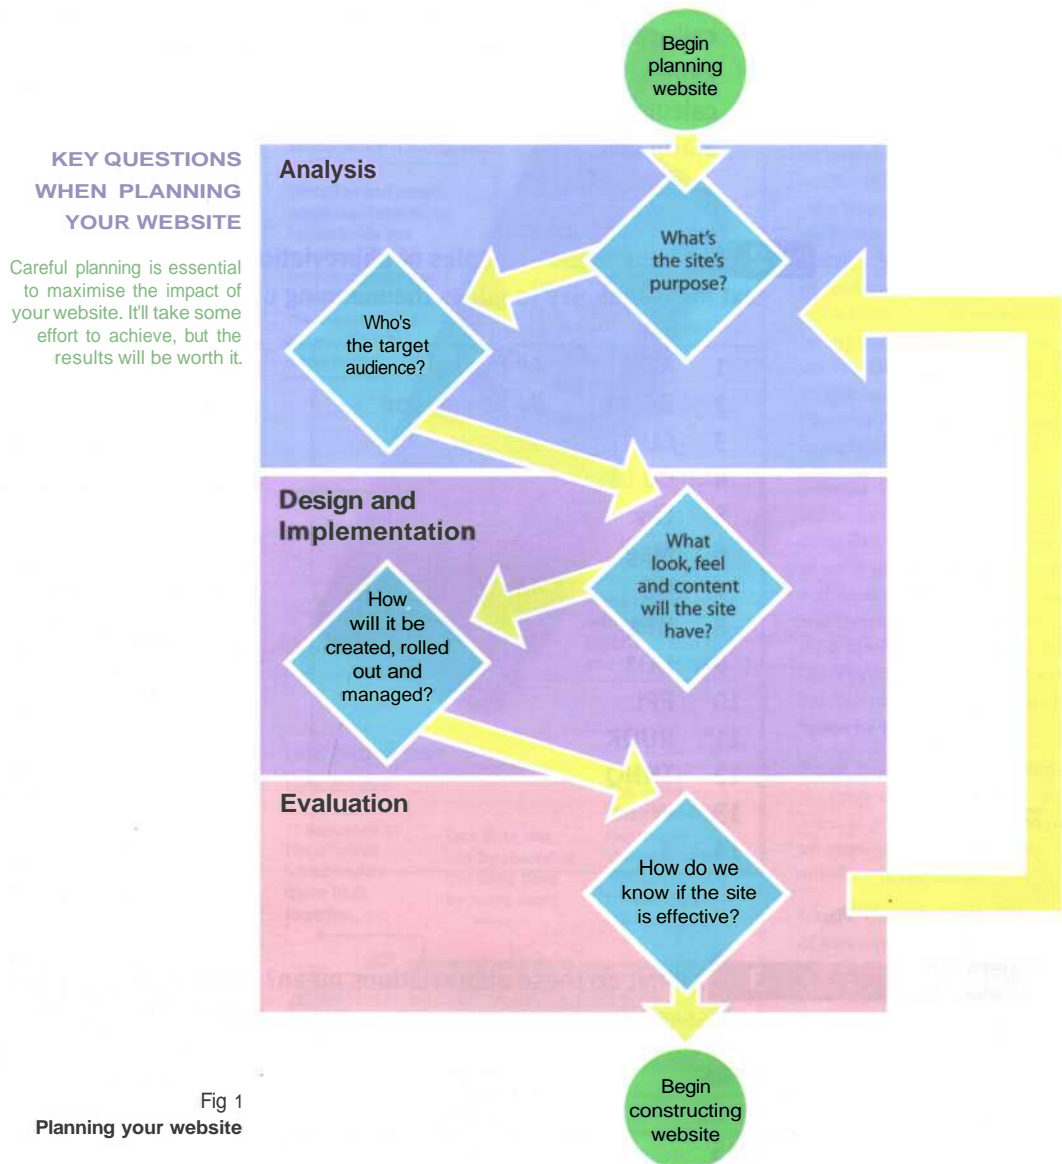 Begin
planning
website
KEY QUESTIONS
WHEN PLANNING
YOUR WEBSITE
Careful planning is essential
to maximise the impact of
your website. It'll take some
effort to achieve, but the
results will be worth it.
Analysis
What's
the site's
purpose?
Who's
the target
audience?
Design and
Implementation
What
look, feel
and content
will the site
have?
How
will it be
created, rolled
out and
managed?
Evaluation
How do we
know if the site
is effective?
Begin
constructing
website
Fig 1
Planning your website